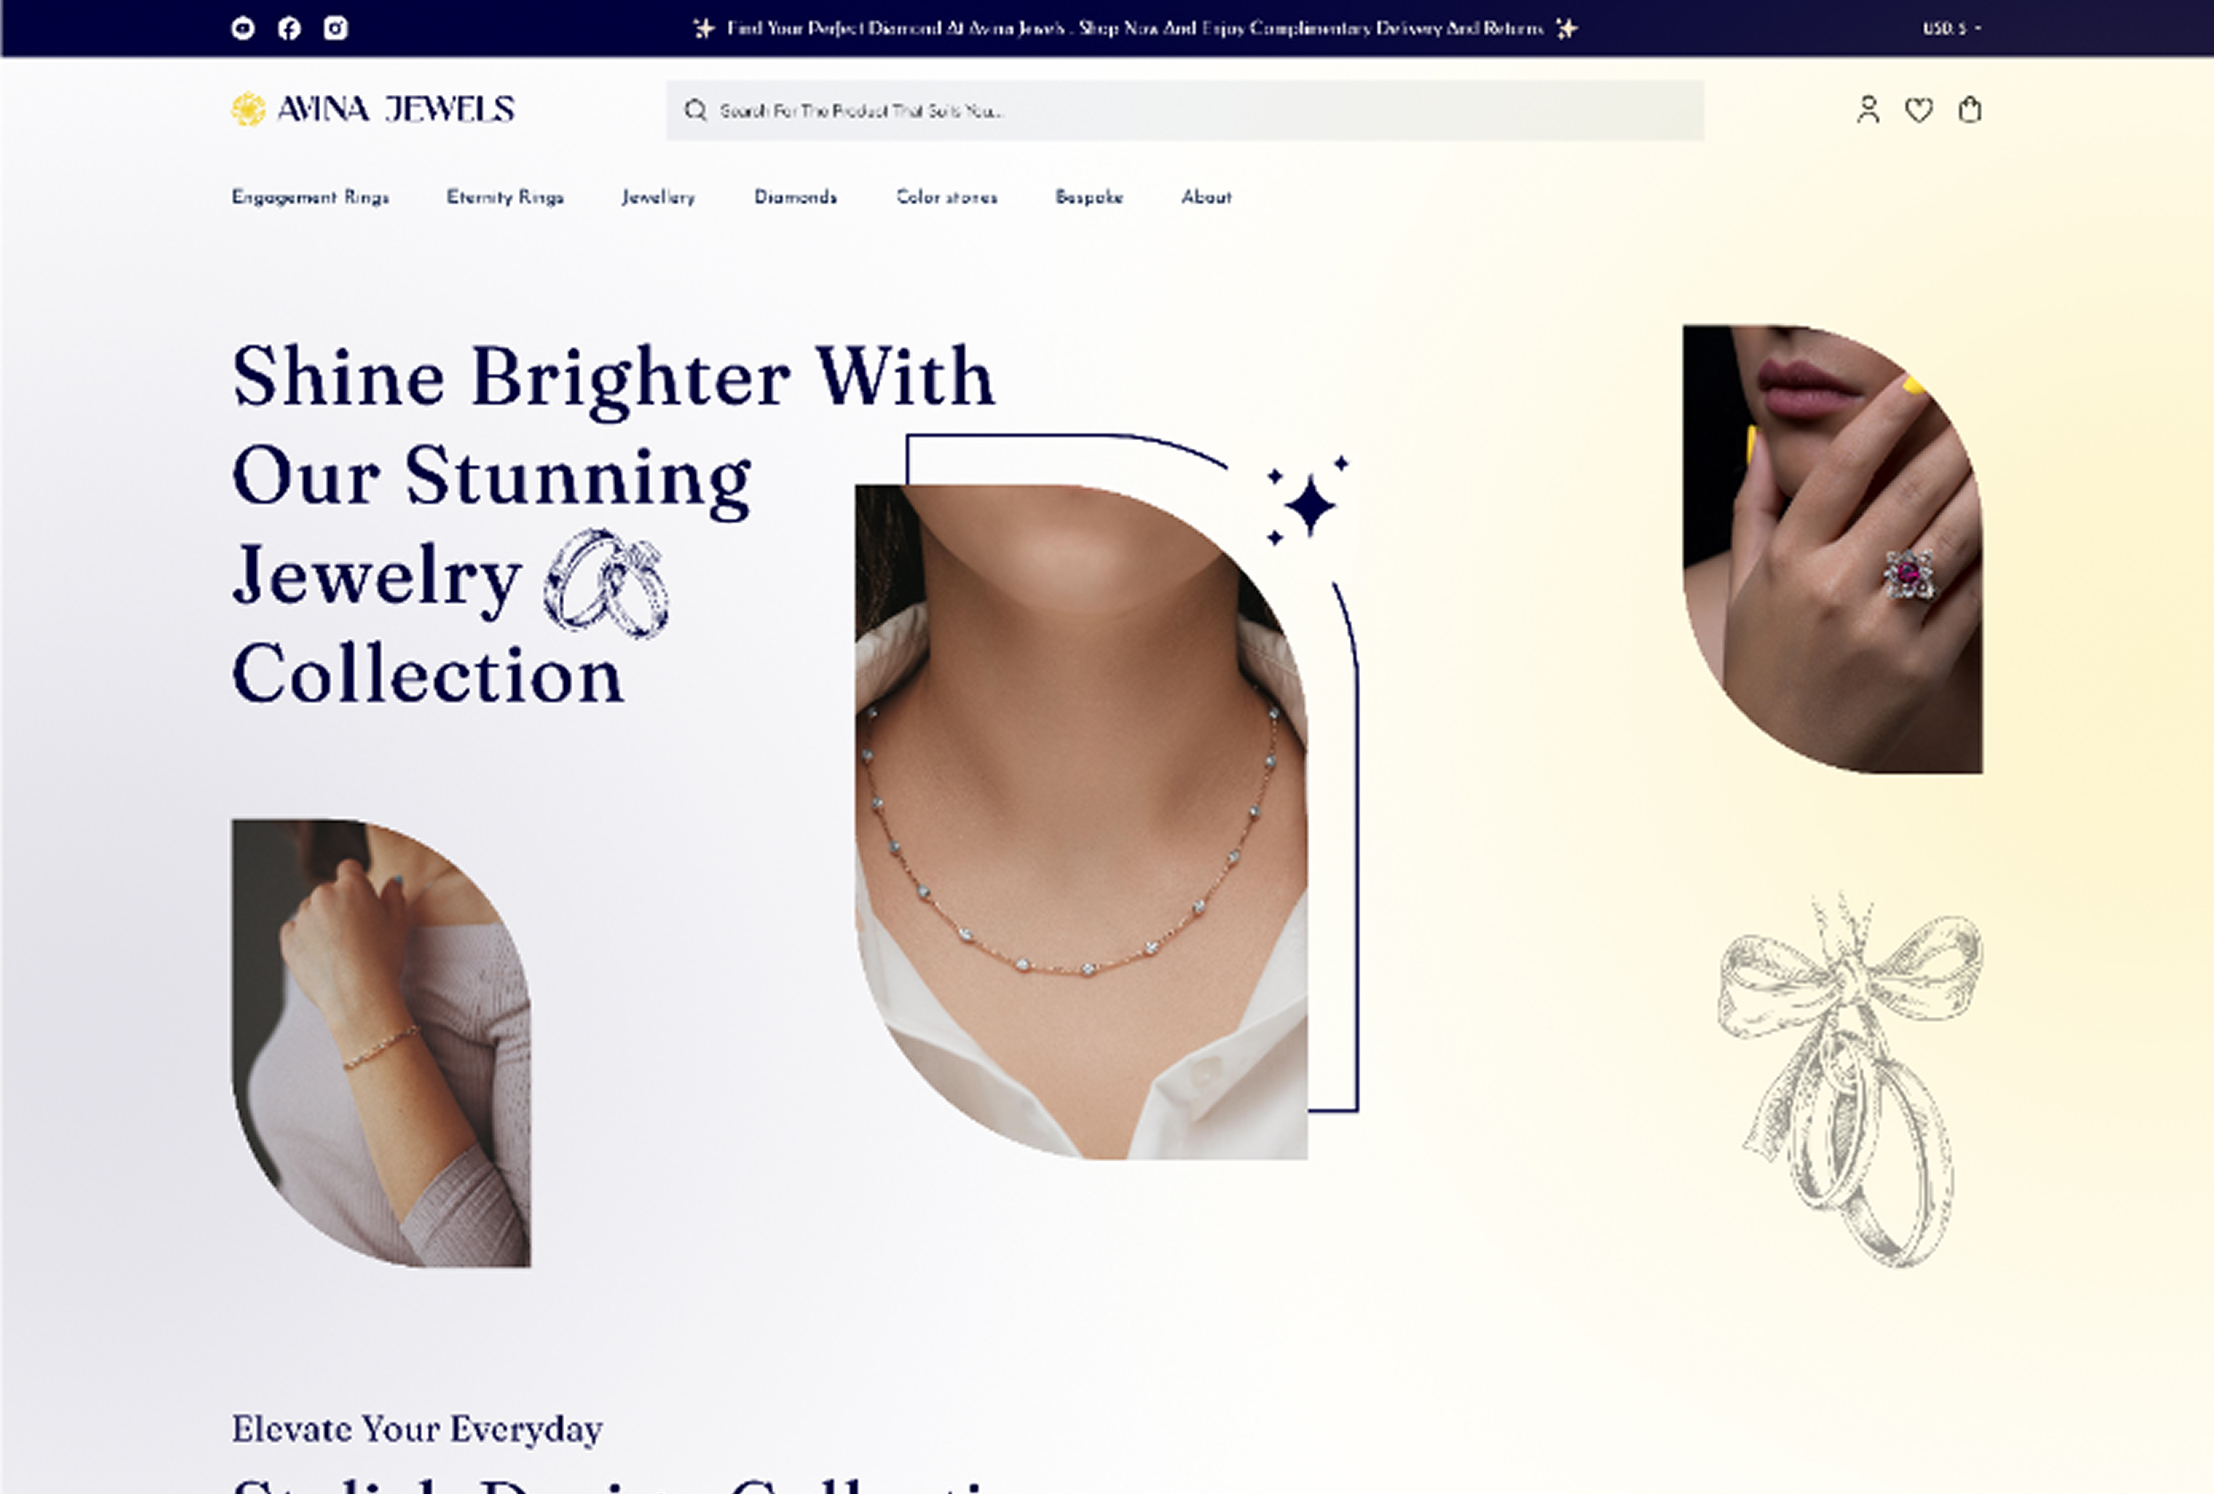 Find Your Perfect Diamond At Avina Jewels . Shop Now And Enjoy Complimentary Delivery And Returns
USD: $
AVINA JEWELS
Search For The Product That Suits You...
Engagement Rings
Eternity Rings
Jewellery
Diamonds
Color stones
Bespoke
About
Shine Brighter With
Our Stunning
Jewelry
Collection
Elevate Your Everyday
Stylish Design